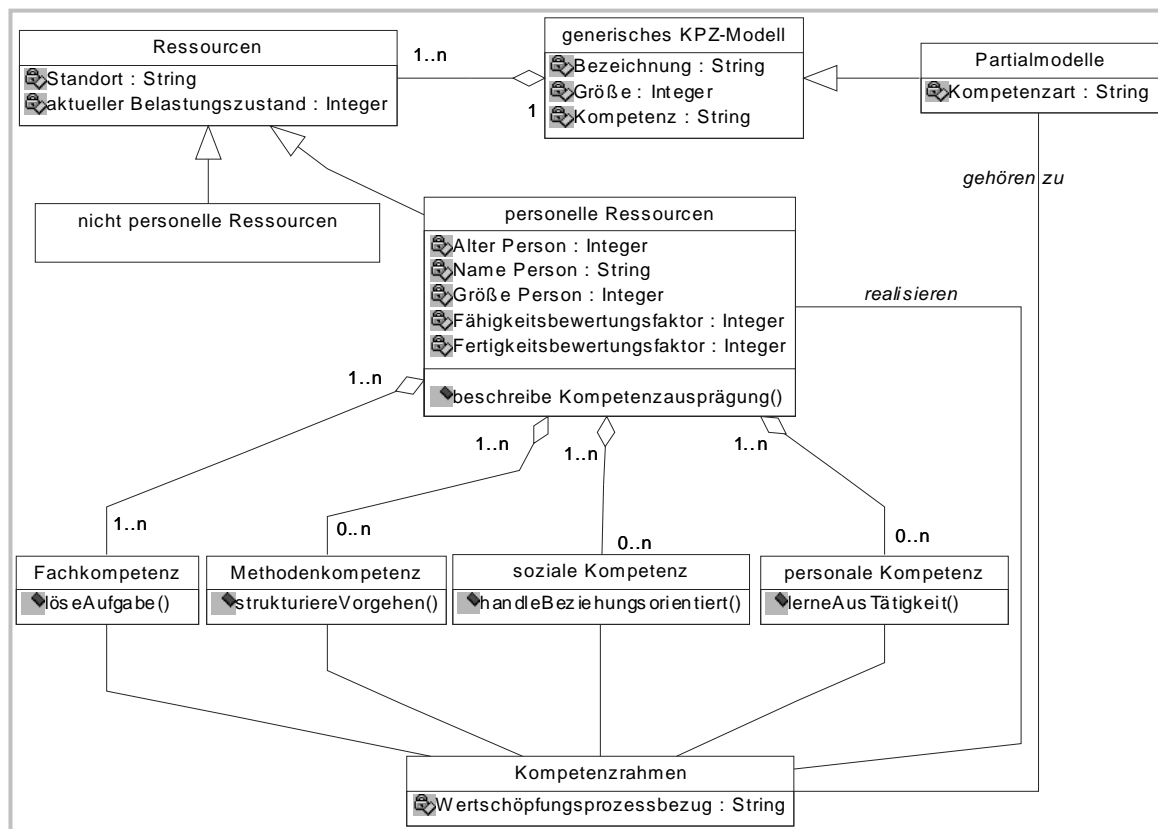 Ressourcen
Standort : String
aktueller Belastungszustand : Integer
1..n
1
generisches KPZ-Modell
Bezeichnung : String
Größe : Integer
Kompetenz : String
Partialmodelle
Kompetenzart : String
gehören zu
nicht personelle Ressourcen
personelle Ressourcen
Alter Person : Integer
Name Person : String
Größe Person : Integer
Fähigkeitsbewertungsfaktor : Integer
Fertigkeitsbewertungsfaktor : Integer
beschreibe Kompetenzausprägung()
realisieren
1..n
1..n
1..n
1..n
1..n
0..n
0..n
0..n
Fachkompetenz
löseAufgabe()
Methodenkompetenz
strukturiereVorgehen()
soziale Kompetenz
handleBeziehungsorientiert()
personale Kompetenz
lerneAusTätigkeit()
Kompetenzrahmen
Wertschöpfungsprozessbezug : String